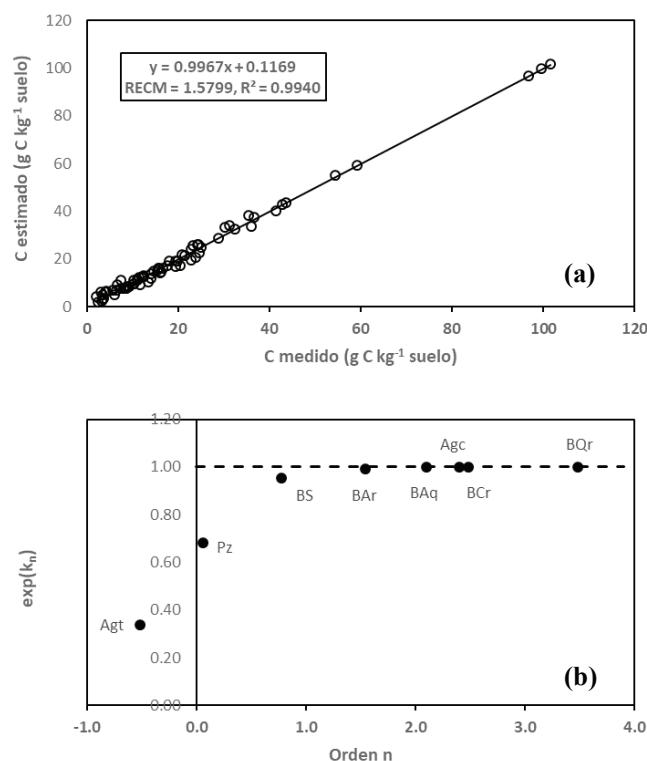 120
100
80
60
40
20
0
C estimado (g C kg⁻¹ suelo)
y = 0.9967x + 0.1169
RECM = 1.5799, R² = 0.9940
(a)
0 20 40 60 80 100 120
C medido (g C kg⁻¹ suelo)
1.20
1.00
0.80
0.60
0.40
0.20
0.00
exp(kₙ)
Agc BQr
BS BAr BAq BCr
Pz
Agt
(b)
-1.0 0.0 1.0 2.0 3.0 4.0
Orden n